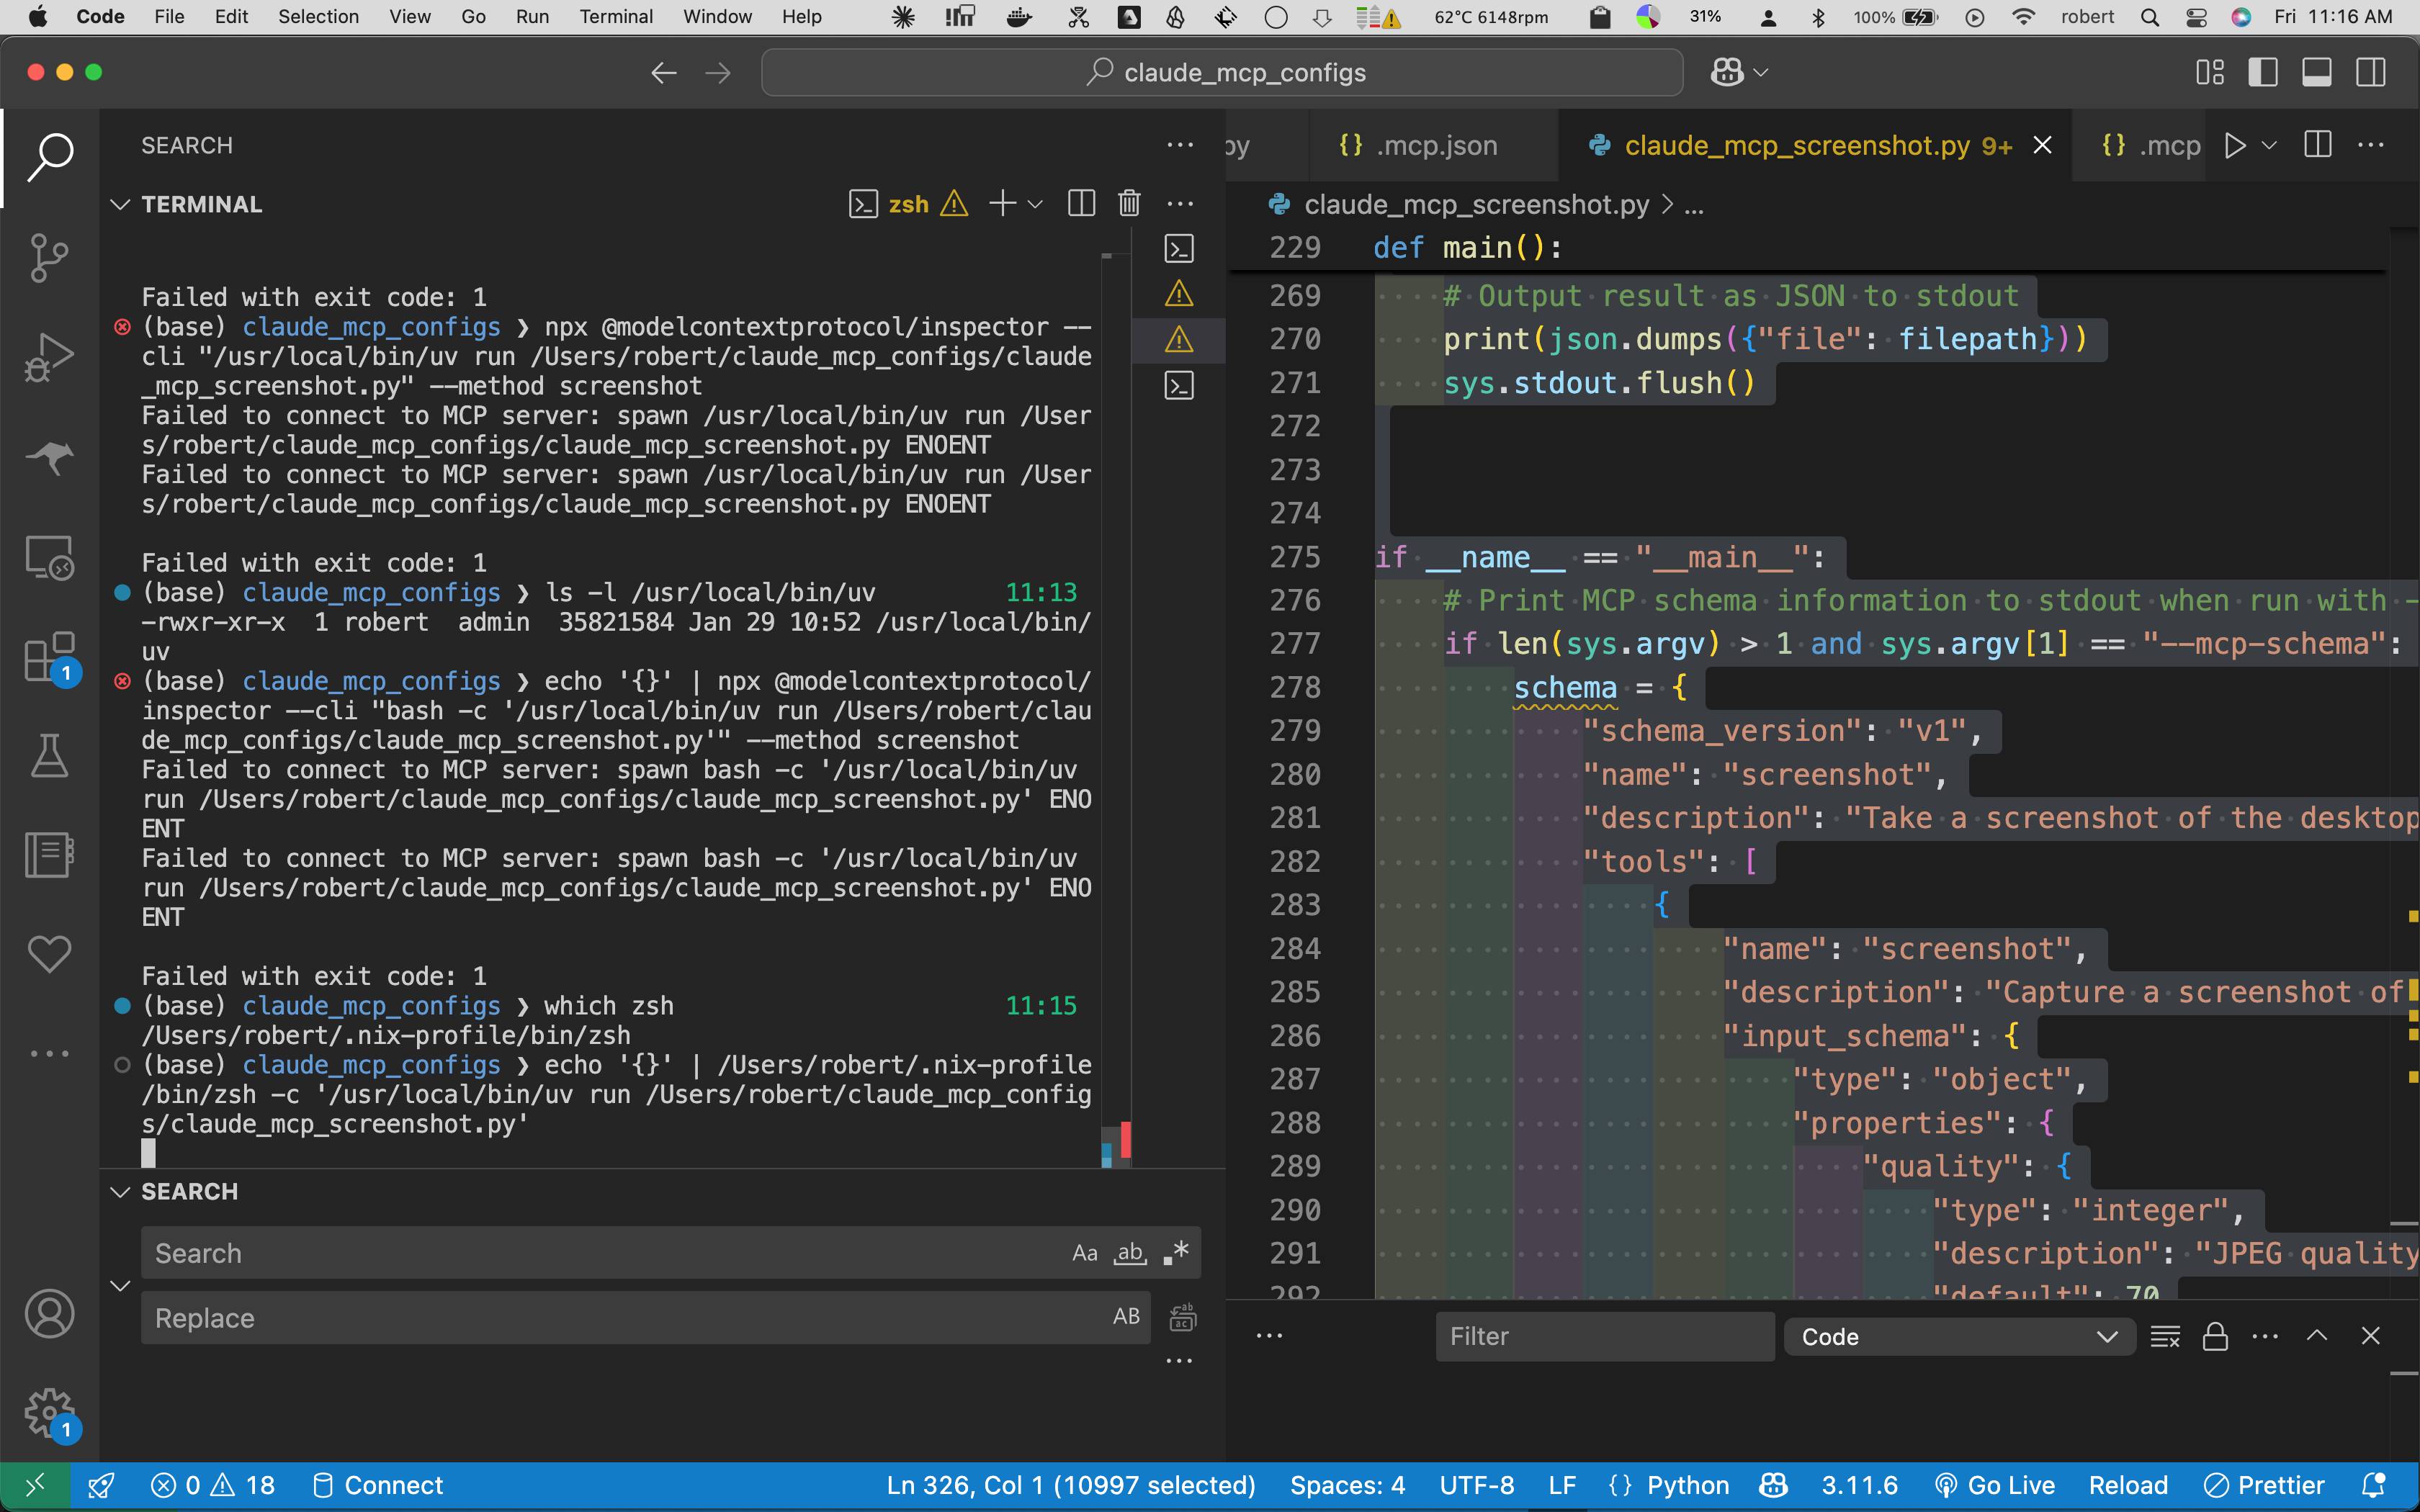 Code File Edit Selection View Go Run Terminal Window Help 62°C 6148rpm 31% 100% robert Fri 11:16 AM
claude_mcp_configs
SEARCH
TERMINAL
zsh
Failed with exit code: 1
(base) claude_mcp_configs ❯ npx @modelcontextprotocol/inspector --
cli "/usr/local/bin/uv run /Users/robert/claude_mcp_configs/claude
_mcp_screenshot.py" --method screenshot
Failed to connect to MCP server: spawn /usr/local/bin/uv run /User
s/robert/claude_mcp_configs/claude_mcp_screenshot.py ENOENT
Failed to connect to MCP server: spawn /usr/local/bin/uv run /User
s/robert/claude_mcp_configs/claude_mcp_screenshot.py ENOENT
Failed with exit code: 1
(base) claude_mcp_configs ❯ ls -l /usr/local/bin/uv 11:13
-rwxr-xr-x 1 robert admin 35821584 Jan 29 10:52 /usr/local/bin/
uv
(base) claude_mcp_configs ❯ echo '{}' | npx @modelcontextprotocol/
inspector --cli "bash -c '/usr/local/bin/uv run /Users/robert/clau
de_mcp_configs/claude_mcp_screenshot.py'" --method screenshot
Failed to connect to MCP server: spawn bash -c '/usr/local/bin/uv
run /Users/robert/claude_mcp_configs/claude_mcp_screenshot.py' ENO
ENT
Failed to connect to MCP server: spawn bash -c '/usr/local/bin/uv
run /Users/robert/claude_mcp_configs/claude_mcp_screenshot.py' ENO
ENT
Failed with exit code: 1
(base) claude_mcp_configs ❯ which zsh 11:15
/Users/robert/.nix-profile/bin/zsh
(base) claude_mcp_configs ❯ echo '{}' | /Users/robert/.nix-profile
/bin/zsh -c '/usr/local/bin/uv run /Users/robert/claude_mcp_config
s/claude_mcp_screenshot.py'
SEARCH
Search Aa ab .*
Replace AB
1
1
py {} .mcp.json claude_mcp_screenshot.py 9+ {} .mcp
claude_mcp_screenshot.py > ...
229 def main():
269 # Output result as JSON to stdout
270 print(json.dumps({"file": filepath}))
271 sys.stdout.flush()
272
273
274
275 if __name__ == "__main__":
276 # Print MCP schema information to stdout when run with -
277 if len(sys.argv) > 1 and sys.argv[1] == "--mcp-schema":
278 schema = {
279 "schema_version": "v1",
280 "name": "screenshot",
281 "description": "Take a screenshot of the desktop
282 "tools": [
283 {
284 "name": "screenshot",
285 "description": "Capture a screenshot of
286 "input_schema": {
287 "type": "object",
288 "properties": {
289 "quality": {
290 "type": "integer",
291 "description": "JPEG quality
292 "default": 70
Filter Code
0 18 Connect Ln 326, Col 1 (10997 selected) Spaces: 4 UTF-8 LF {} Python 3.11.6 Go Live Reload Prettier